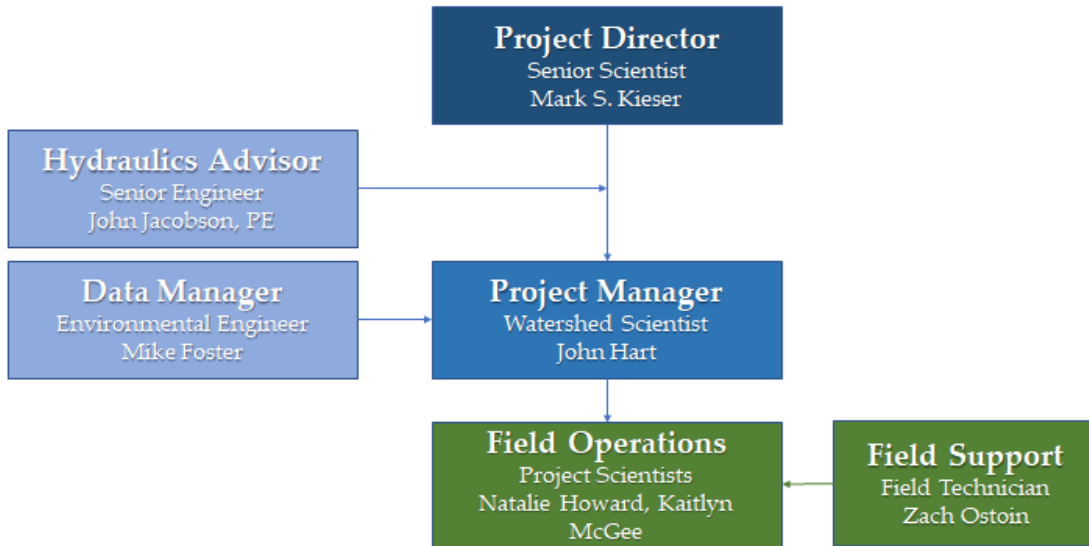 Project Director
Senior Scientist
Mark S. Kieser
Hydraulics Advisor
Senior Engineer
John Jacobson, PE
Data Manager
Environmental Engineer
Mike Foster
Project Manager
Watershed Scientist
John Hart
Field Operations
Project Scientists
Natalie Howard, Kaitlyn
McGee
Field Support
Field Technician
Zach Ostoin